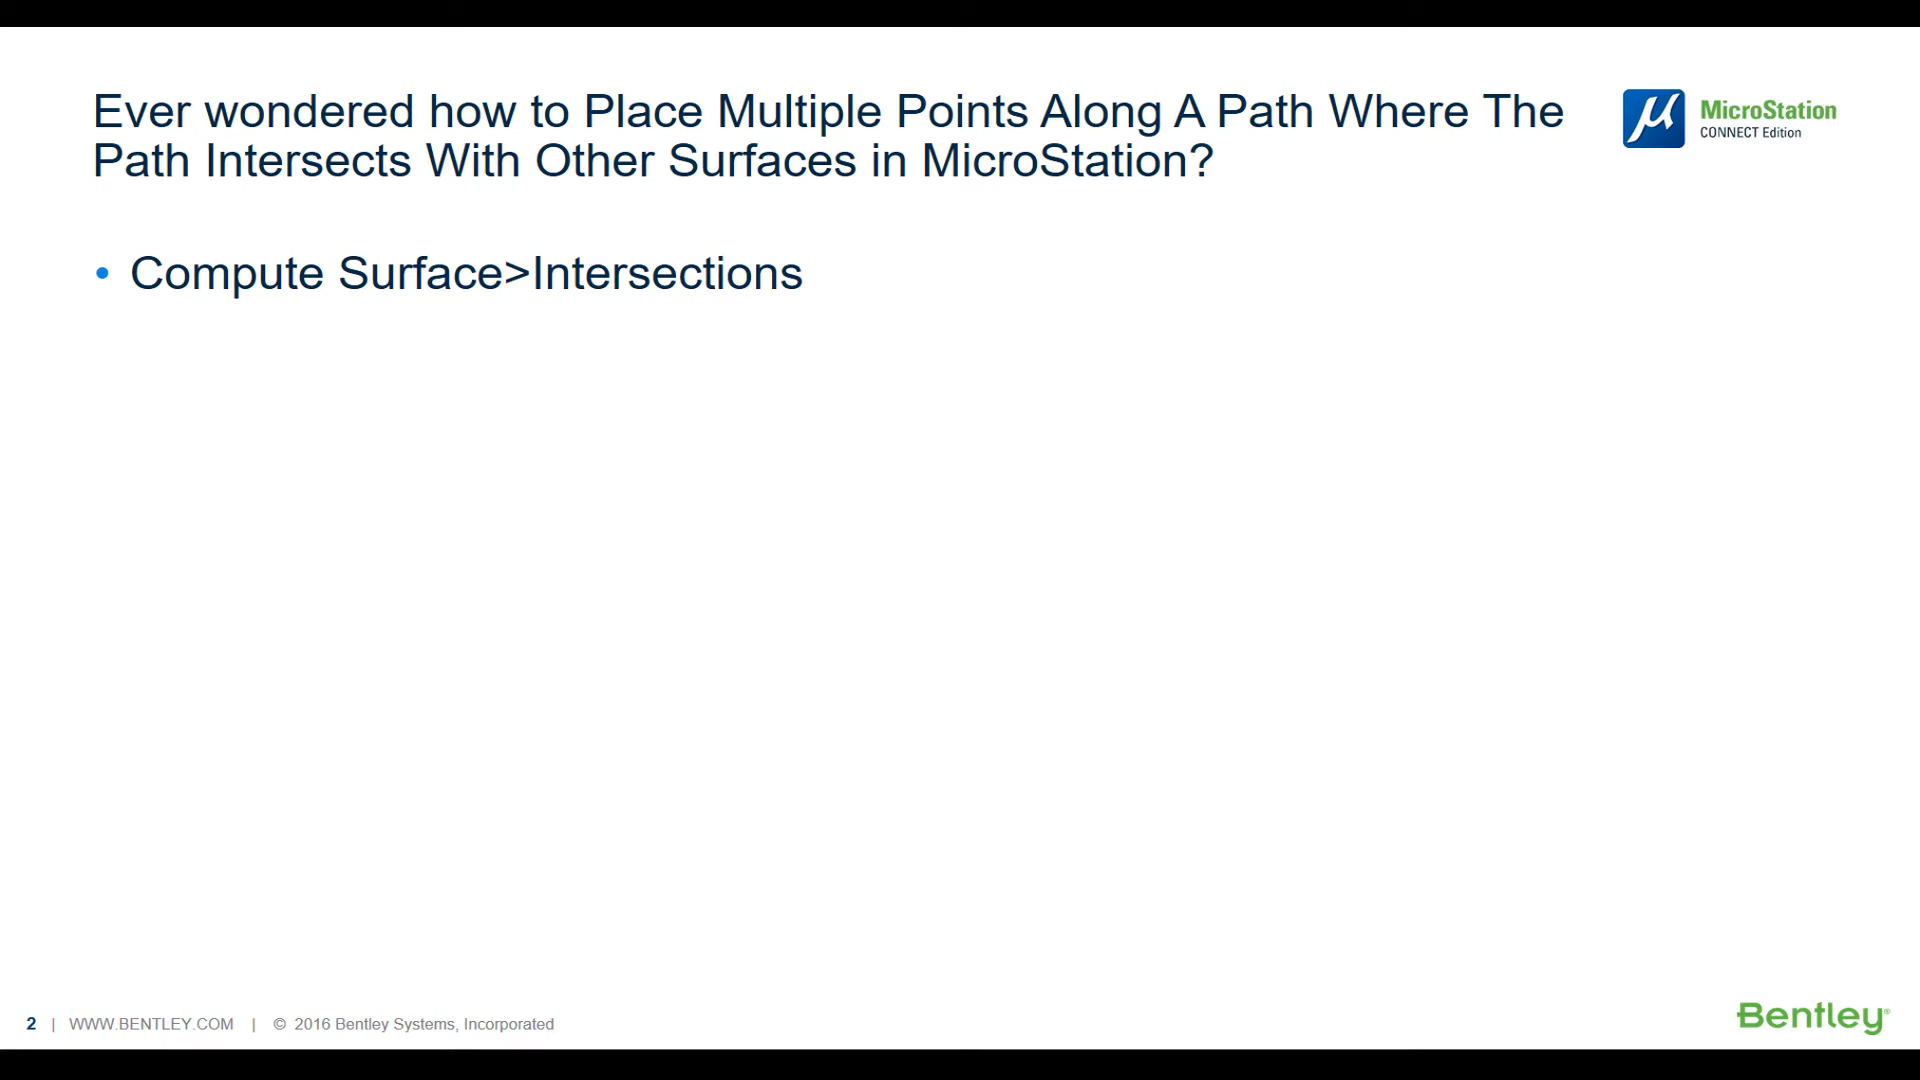 Ever wondered how to Place Multiple Points Along A Path Where The
Path Intersects With Other Surfaces in MicroStation?
MicroStation
CONNECT Edition
• Compute Surface>Intersections
2 | WWW.BENTLEY.COM | © 2016 Bentley Systems, Incorporated
Bentley®